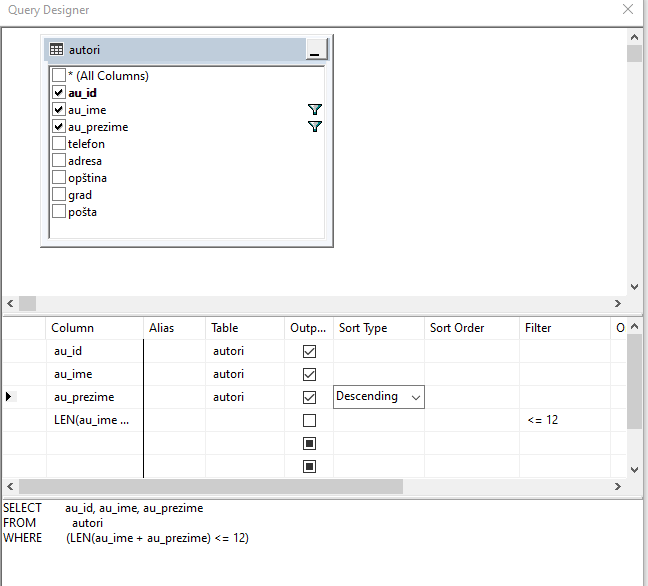 Query Designer
autori
* (All Columns)
au_id
au_ime
au_prezime
telefon
adresa
opština
grad
pošta
Column Alias Table Outp... Sort Type Sort Order Filter O
au_id autori
au_ime autori
au_prezime autori Descending
LEN(au_ime ... <= 12
SELECT au_id, au_ime, au_prezime
FROM autori
WHERE (LEN(au_ime + au_prezime) <= 12)